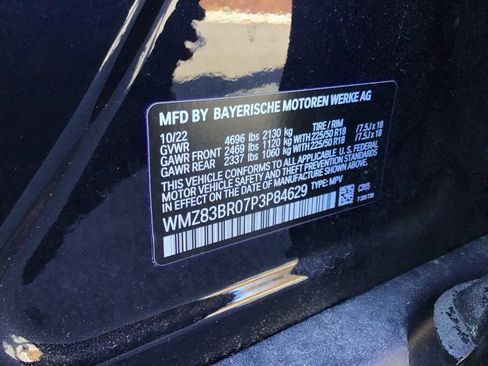 MFD BY BAYERISCHE MOTOREN WERKE AG
10/22 TIRE / RIM
GVWR 4696 lbs 2130 kg
GAWR FRONT 2469 lbs 1120 kg WITH 225/50 R18 /7.5J x 18
GAWR REAR 2337 lbs 1060 kg WITH 225/50 R18 /7.5J x 18
THIS VEHICLE CONFORMS TO ALL APPLICABLE U.S. FEDERAL
MOTOR VEHICLE SAFETY AND THEFT PREVENTION STANDARDS
IN EFFECT ON THE DATE OF MANUFACTURE SHOWN ABOVE.
WMZ83BR07P3P84629 TYPE: MPV